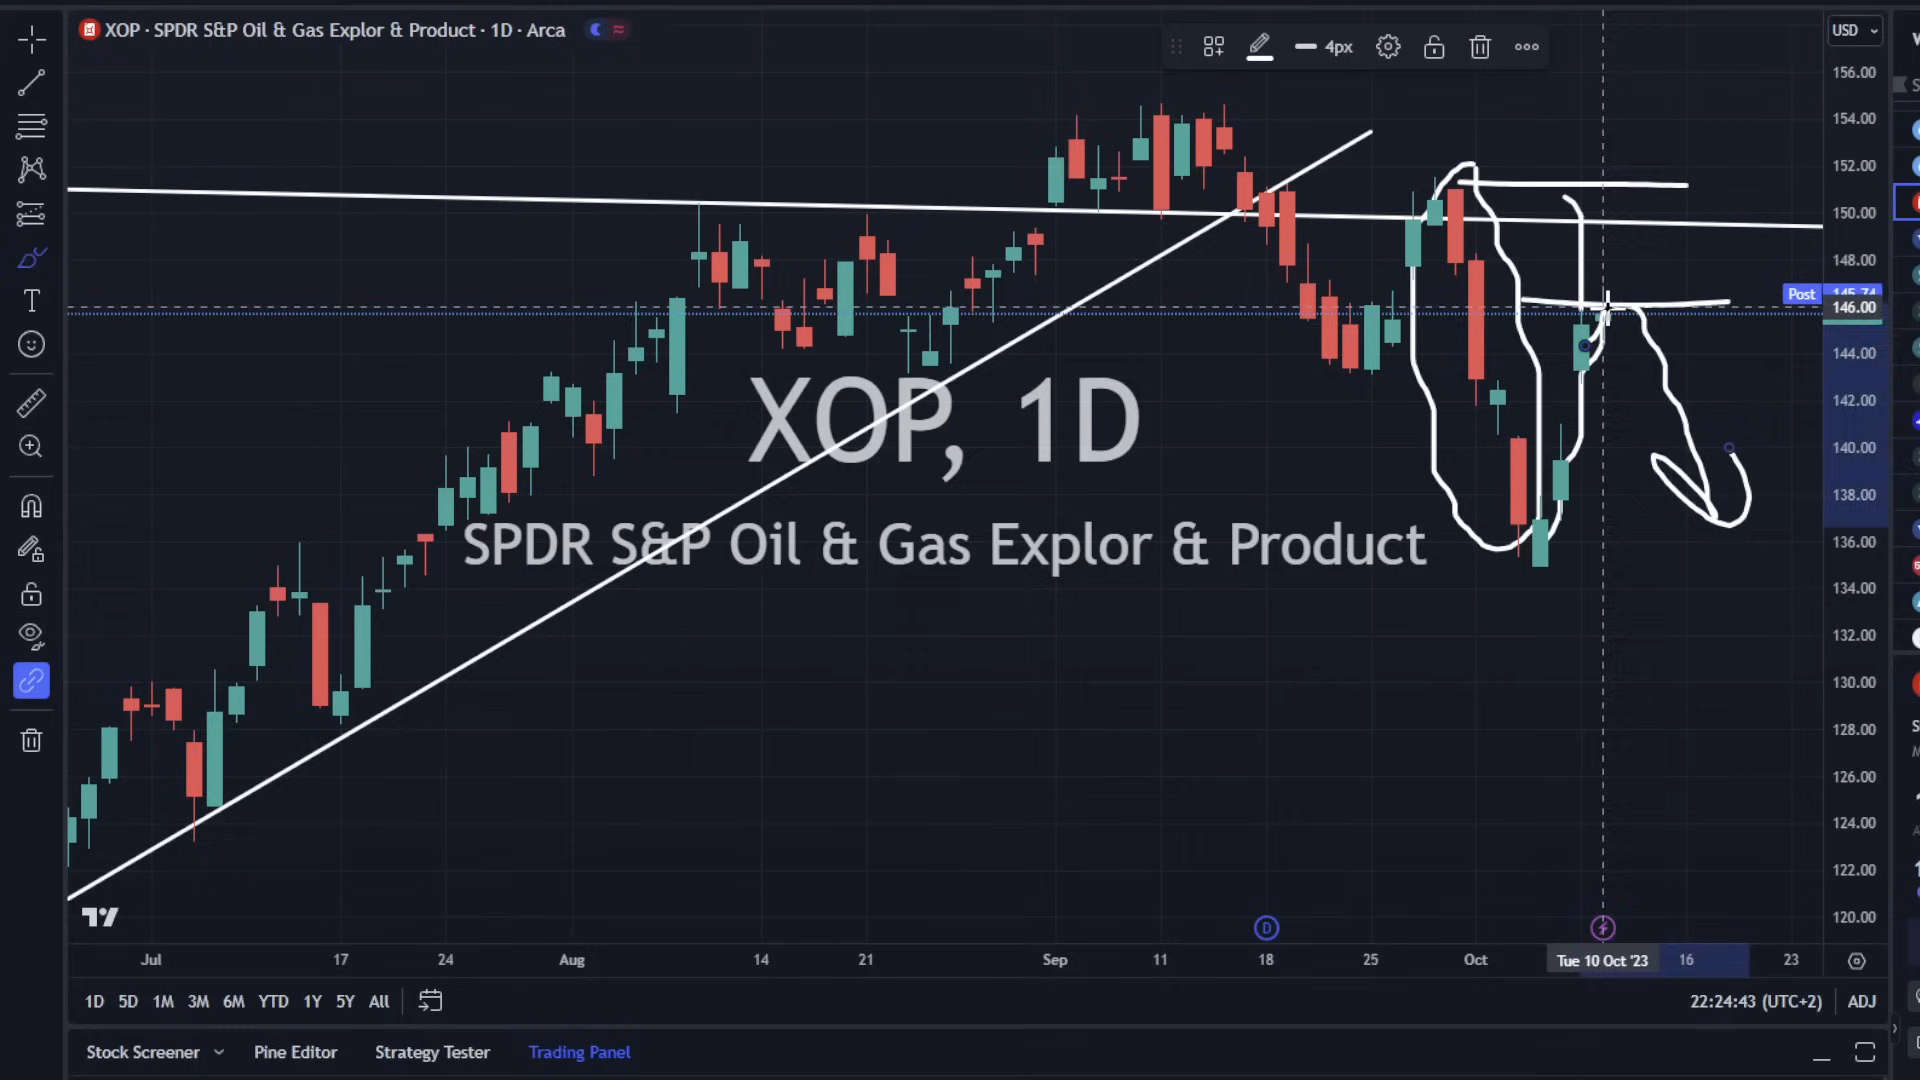 XOP · SPDR S&P Oil & Gas Explor & Product · 1D · Arca
4px
USD
156.00
154.00
152.00
150.00
148.00
Post 145.74
146.00
144.00
142.00
140.00
138.00
136.00
134.00
132.00
130.00
128.00
126.00
124.00
122.00
120.00
XOP, 1D
SPDR S&P Oil & Gas Explor & Product
D
Jul 17 24 Aug 14 21 Sep 11 18 25 Oct Tue 10 Oct '23 16 23
1D 5D 1M 3M 6M YTD 1Y 5Y All 22:24:43 (UTC+2) ADJ
Stock Screener Pine Editor Strategy Tester Trading Panel